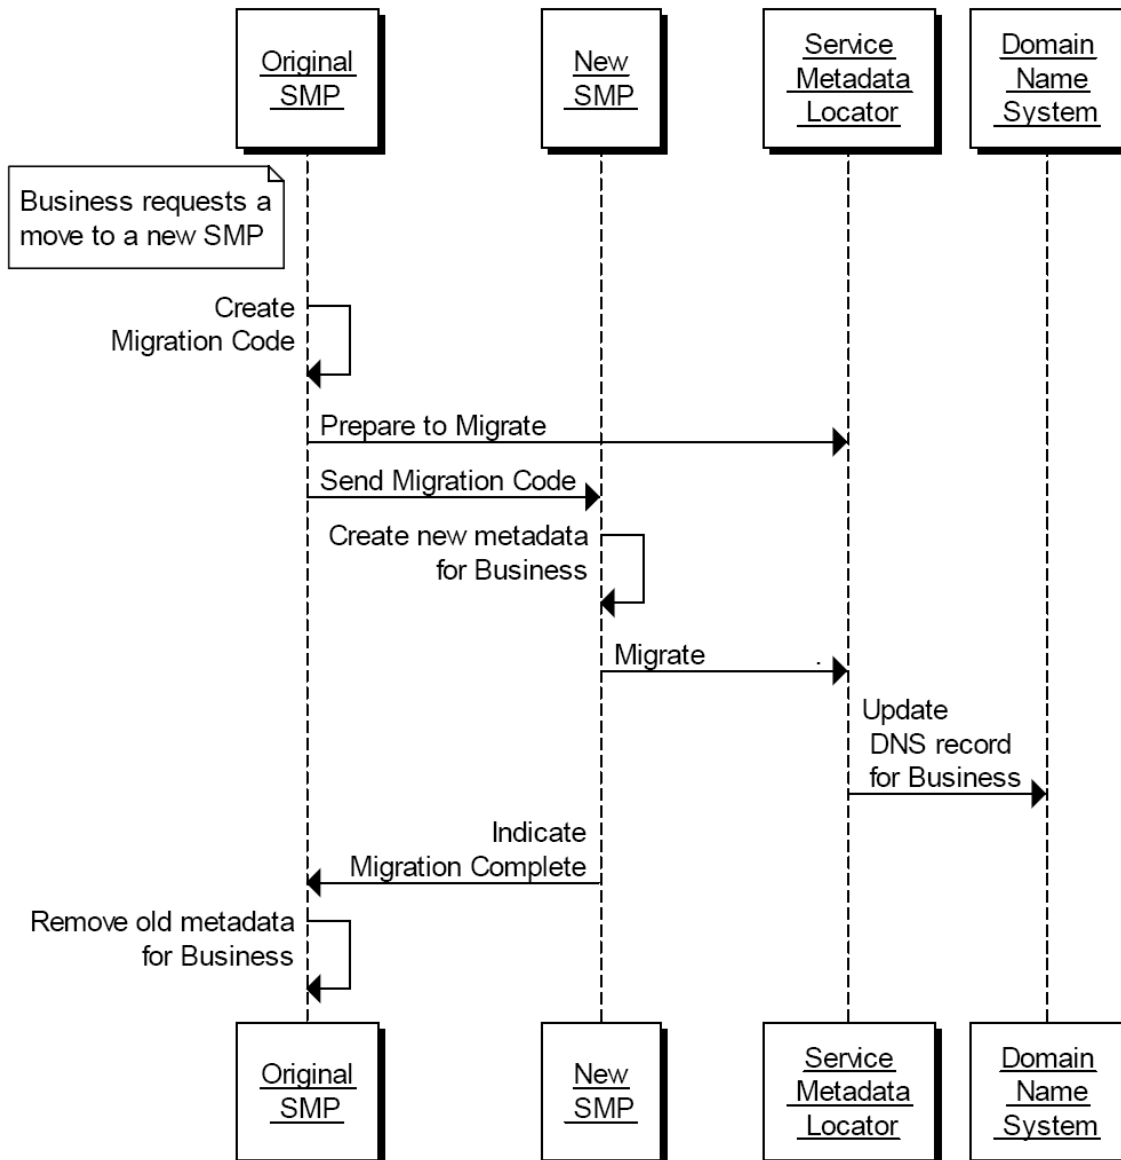 Original
SMP
New
SMP
Service
Metadata
Locator
Domain
Name
System
Business requests a
move to a new SMP
Create
Migration Code
Prepare to Migrate
Send Migration Code
Create new metadata
for Business
Migrate .
Update
DNS record
for Business
Indicate
Migration Complete
Remove old metadata
for Business
Original
SMP
New
SMP
Service
Metadata
Locator
Domain
Name
System